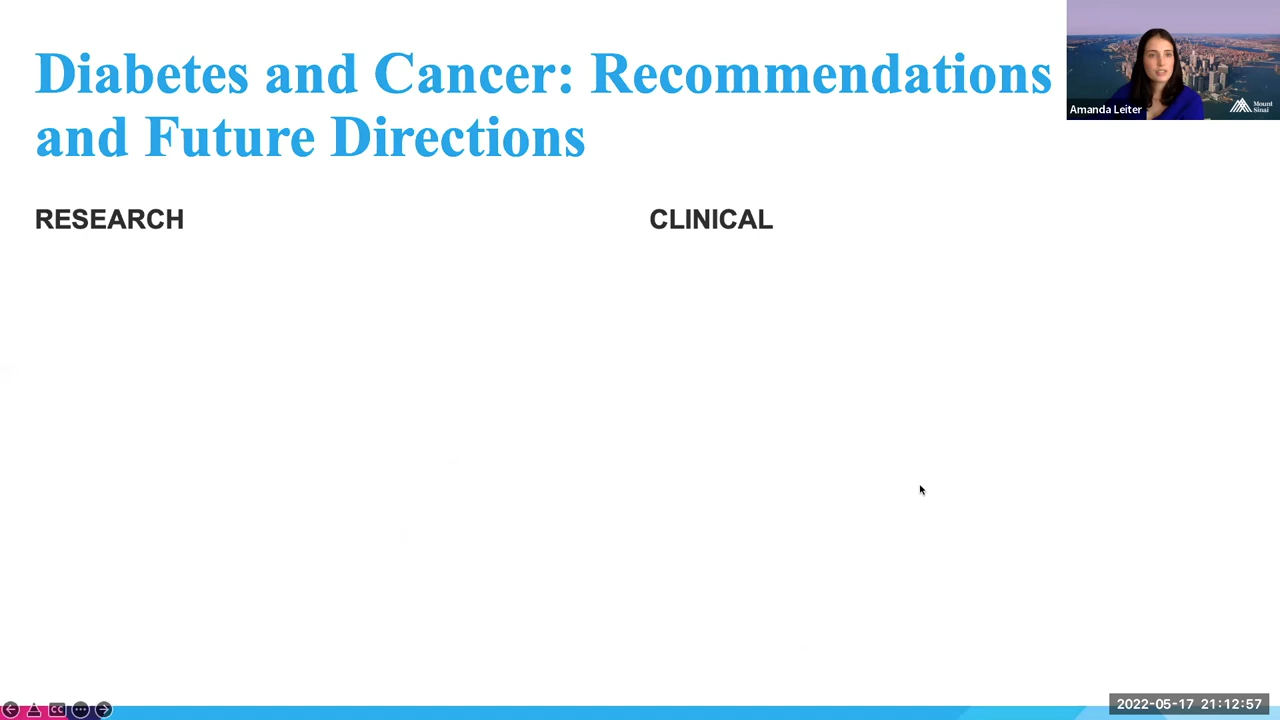 Diabetes and Cancer: Recommendations
and Future Directions
Amanda Leiter
Mount
Sinai
RESEARCH
CLINICAL
CC
2022-05-17 21:12:57